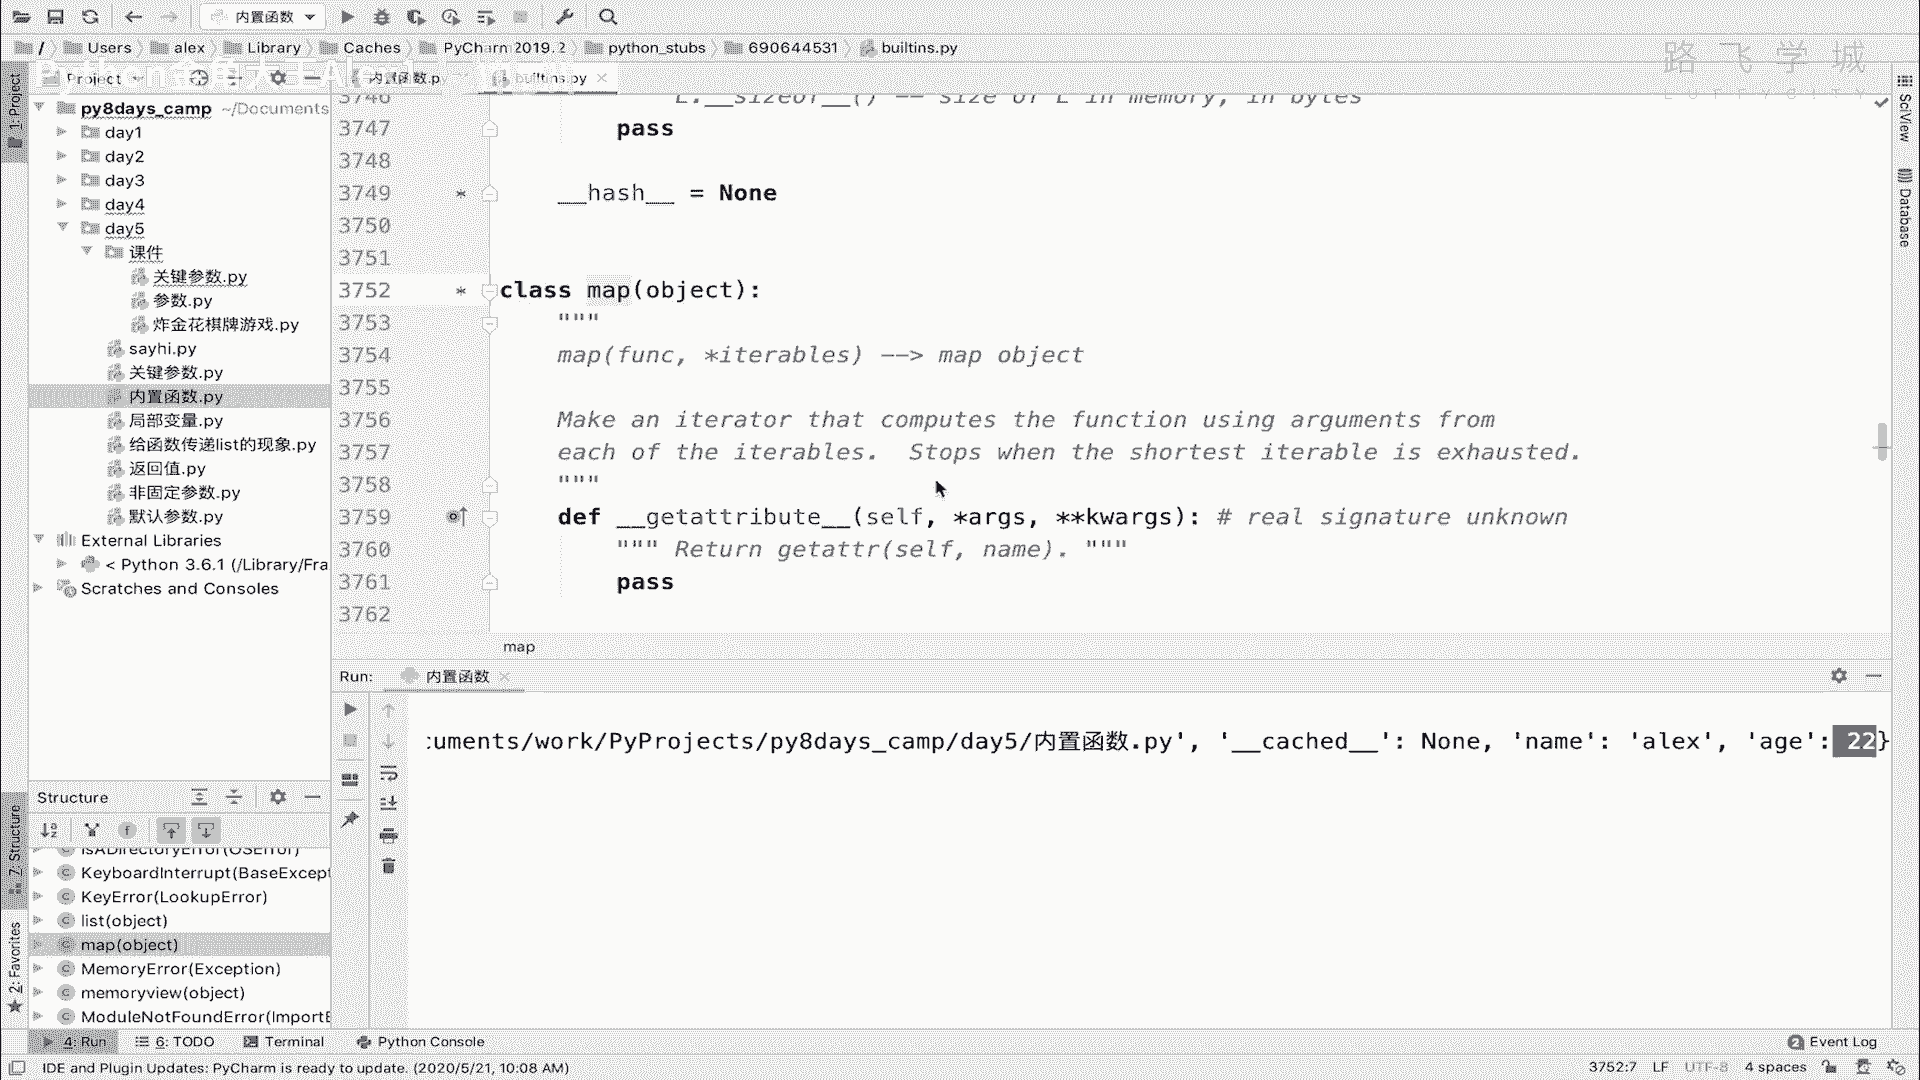 内置函数
/ Users alex Library Caches PyCharm 2019.2 python_stubs 690644531 builtins.py
路飞学城
LUFFYCITY
Project
内置函数.py
builtins.py
1: Project
py8days_camp ~/Documents
day1
day2
day3
day4
day5
课件
关键参数.py
参数.py
炸金花棋牌游戏.py
sayhi.py
关键参数.py
内置函数.py
局部变量.py
给函数传递list的现象.py
返回值.py
非固定参数.py
默认参数.py
External Libraries
< Python 3.6.1 (/Library/Fra
Scratches and Consoles
3746 L.__sizeof__() -- size of L in memory, in bytes
3747 pass
3748
3749 * __hash__ = None
3750
3751
3752 * class map(object):
3753 """
3754 map(func, *iterables) --> map object
3755
3756 Make an iterator that computes the function using arguments from
3757 each of the iterables.  Stops when the shortest iterable is exhausted.
3758 """
3759 def __getattribute__(self, *args, **kwargs): # real signature unknown
3760 """ Return getattr(self, name). """
3761 pass
3762
map
SciView
Database
Run: 内置函数
:uments/work/PyProjects/py8days_camp/day5/内置函数.py', '__cached__': None, 'name': 'alex', 'age': 22}
Structure
7: Structure
IsADirectoryError(OSError)
KeyboardInterrupt(BaseExcept
KeyError(LookupError)
list(object)
map(object)
MemoryError(Exception)
memoryview(object)
ModuleNotFoundError(ImportE
2: Favorites
4: Run 6: TODO Terminal Python Console 2 Event Log
IDE and Plugin Updates: PyCharm is ready to update. (2020/5/21, 10:08 AM) 3752:7 LF UTF-8 4 spaces